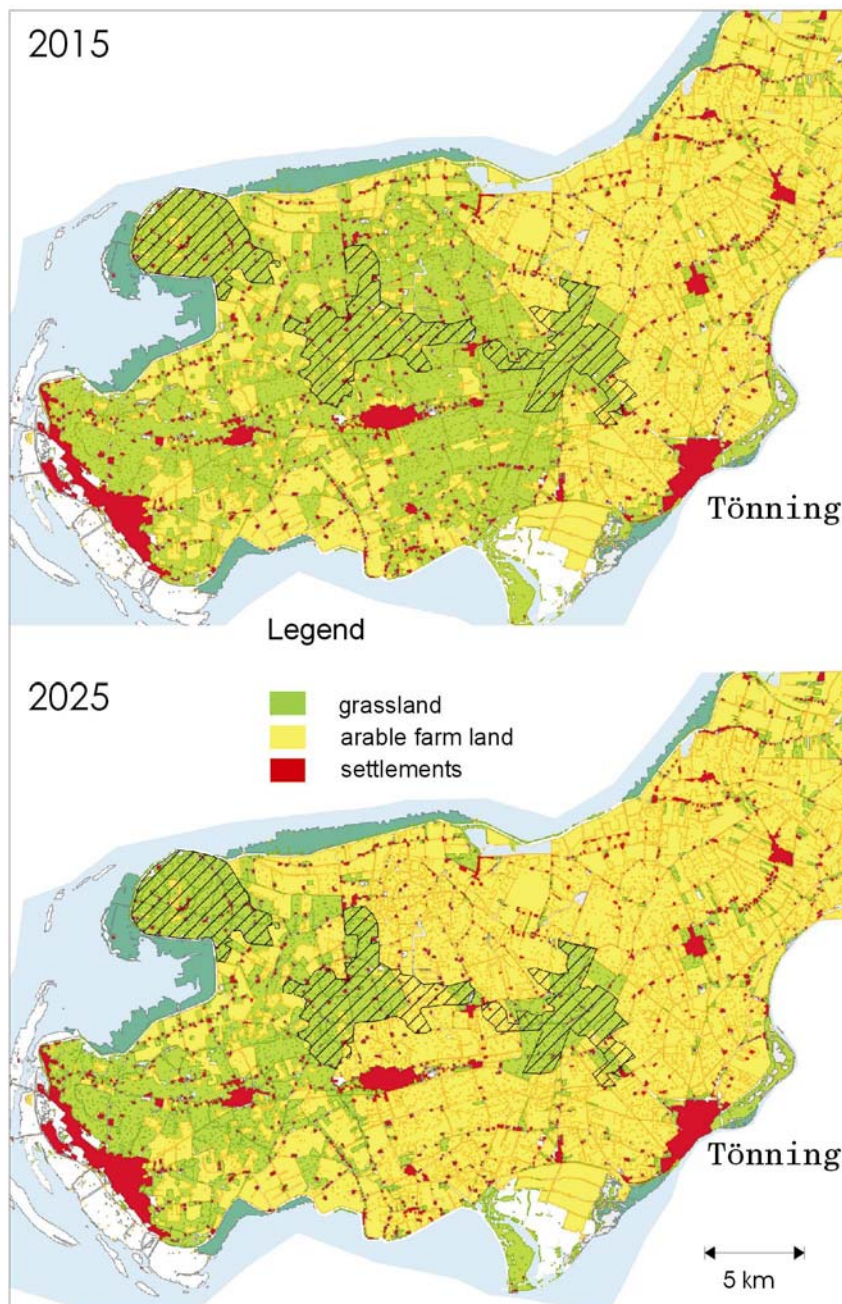 2015
Tönning
Legend
2025
grassland
arable farm land
settlements
Tönning
5 km